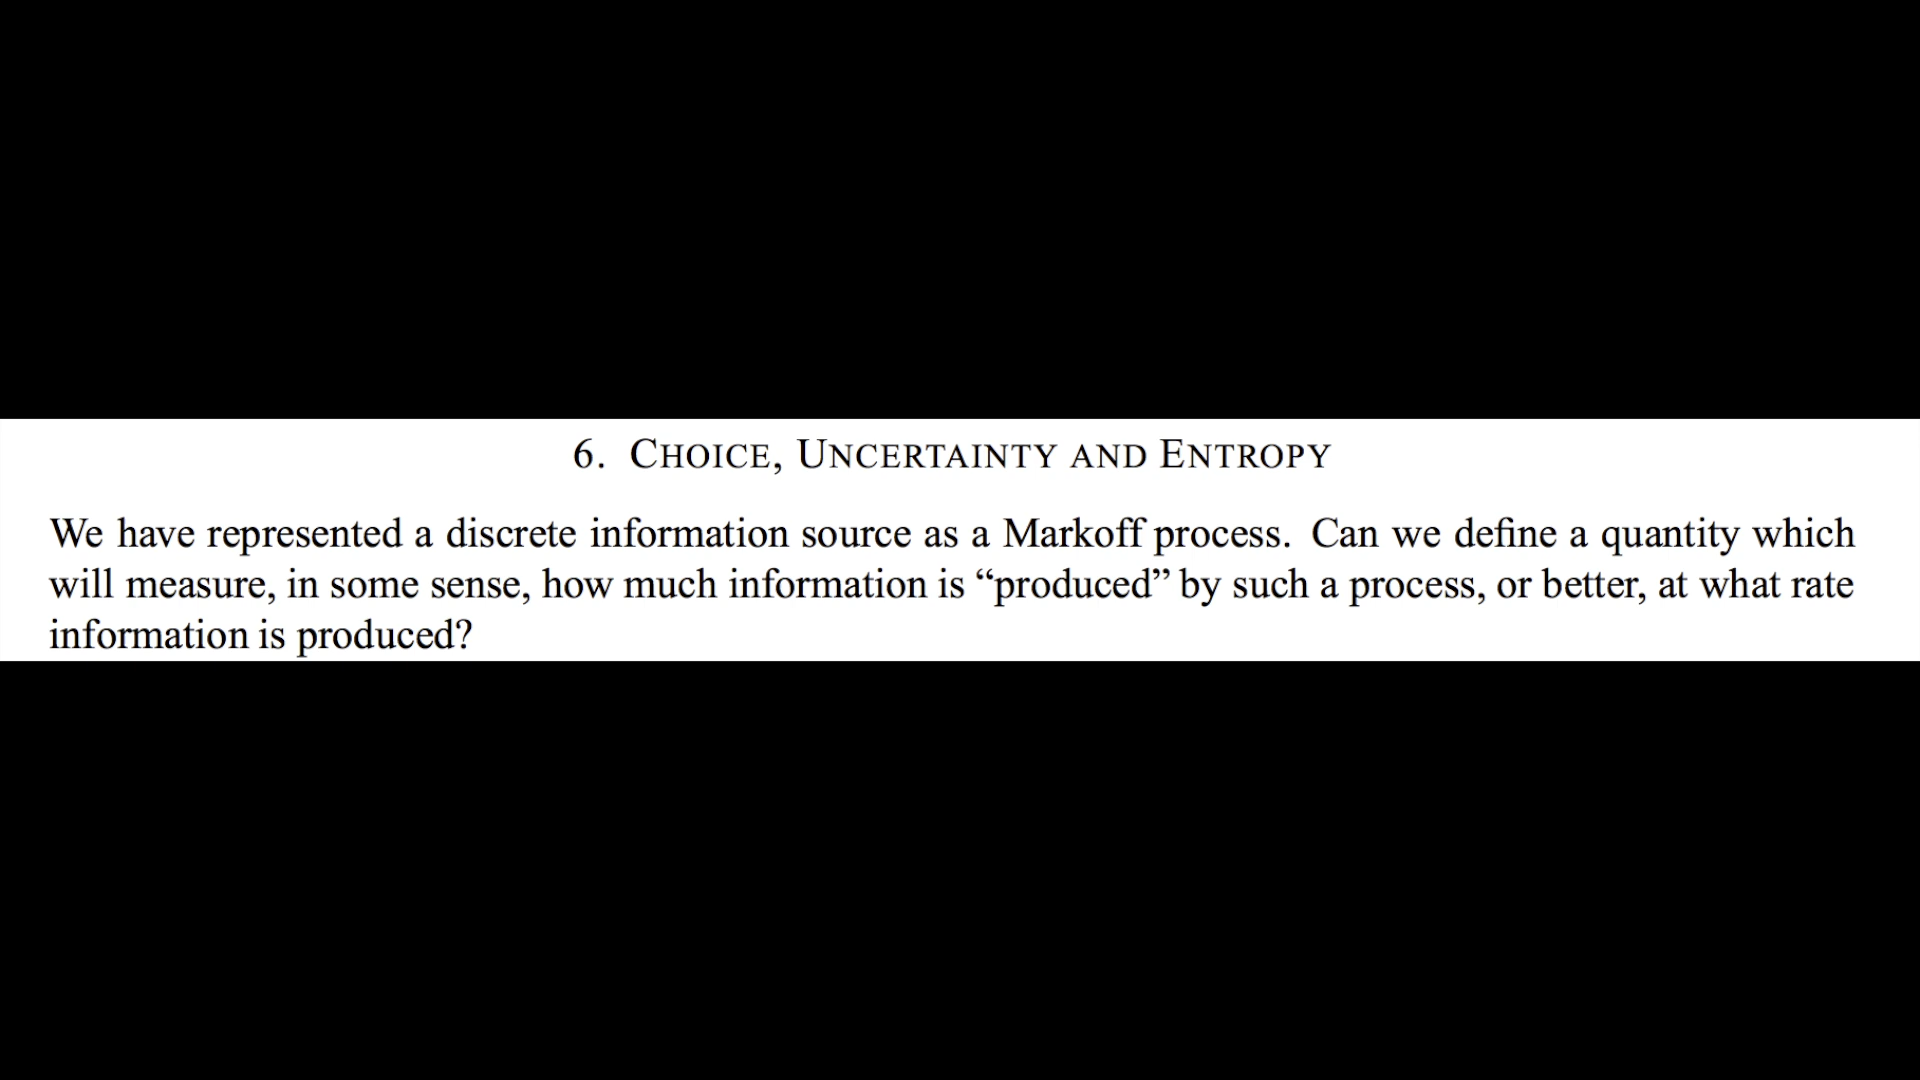 6. CHOICE, UNCERTAINTY AND ENTROPY
We have represented a discrete information source as a Markoff process. Can we define a quantity which
will measure, in some sense, how much information is “produced” by such a process, or better, at what rate
information is produced?